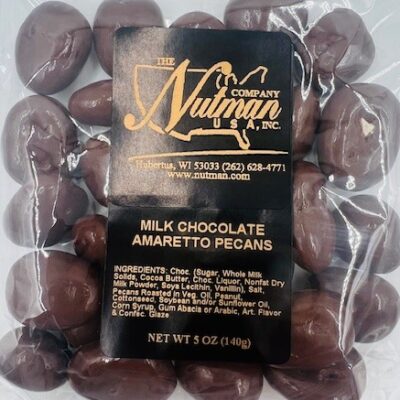 THE
Nutman
COMPANY
USA, INC.
Hubertus, WI 53033 (262) 628-4771
www.nutman.com
MILK CHOCOLATE
AMARETTO PECANS
INGREDIENTS: Choc. (Sugar, Whole Milk
Solids, Cocoa Butter, Choc. Liquor, Nonfat Dry
Milk Powder, Soya Lecithin, Vanillin), Salt,
Pecans Roasted in Veg. Oil, Peanut,
Cottonseed, Soybean and/or Sunflower Oil,
Corn Syrup, Gum Abacia or Arabic, Art. Flavor
& Confec. Glaze
NET WT 5 OZ (140g)